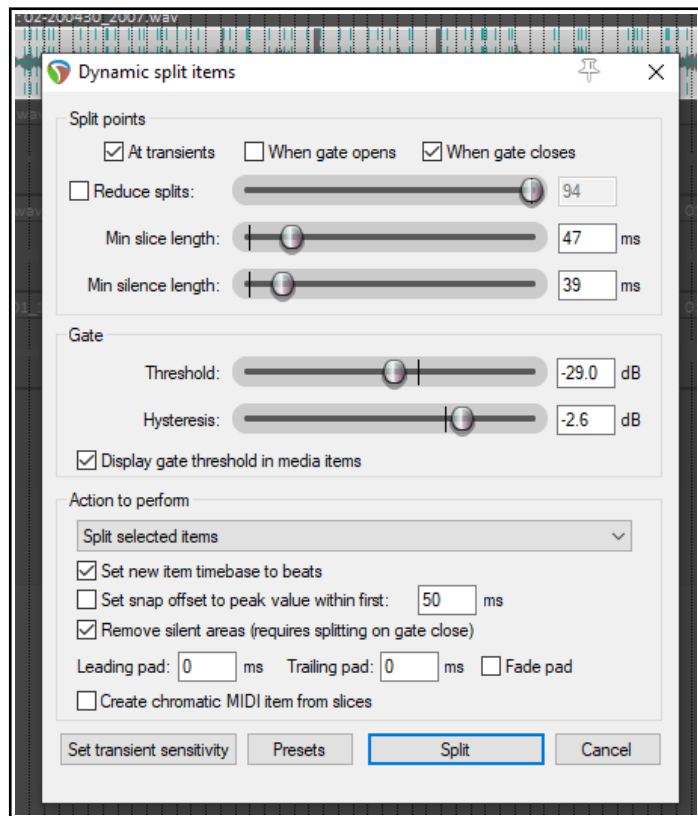 : 02-200430_2007.wav
Dynamic split items
Split points
At transients When gate opens When gate closes
Reduce splits: 94
Min slice length: 47 ms
Min silence length: 39 ms
Gate
Threshold: -29.0 dB
Hysteresis: -2.6 dB
Display gate threshold in media items
Action to perform
Split selected items
Set new item timebase to beats
Set snap offset to peak value within first: 50 ms
Remove silent areas (requires splitting on gate close)
Leading pad: 0 ms Trailing pad: 0 ms Fade pad
Create chromatic MIDI item from slices
Set transient sensitivity Presets Split Cancel